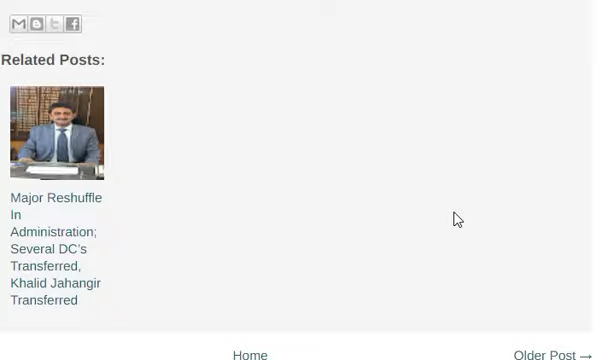 Related Posts:
Major Reshuffle
In
Administration;
Several DC's
Transferred,
Khalid Jahangir
Transferred
Home
Older Post →